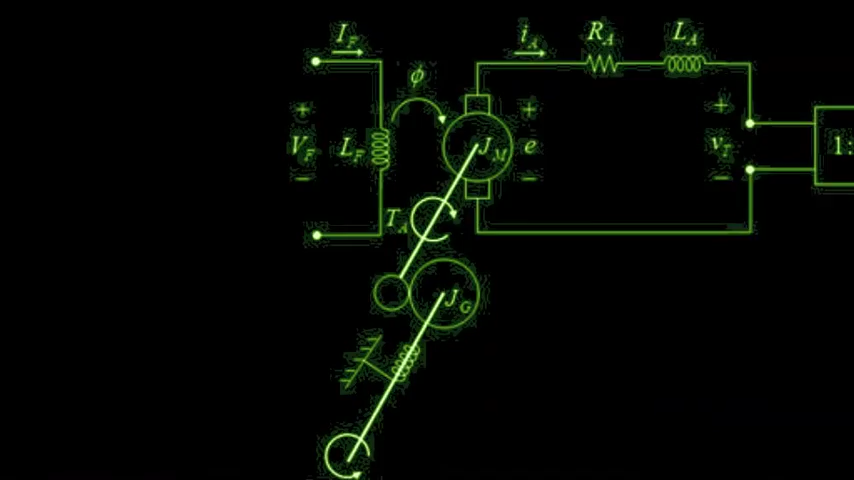 I_F
i_A
R_A
L_A
ϕ
+
+
+
V_F
L_F
J_M
e
v_T
1:
−
−
−
T_A
J_G